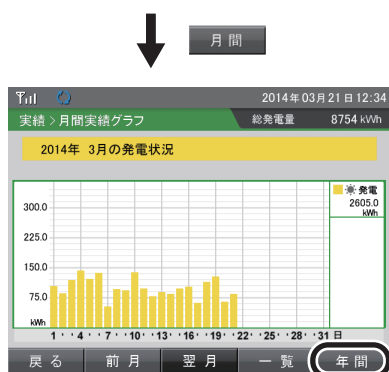 月間
2014年03月21日12:34
実績＞月間実績グラフ 総発電量 8754 kWh
2014年 3月の発電状況
発電
2605.0
kWh
300.0
225.0
150.0
75.0
kWh
1・・4・・7・・10・・13・・16・・19・・22・・25・・28・・31 日
戻る 前月 翌月 一覧 年間